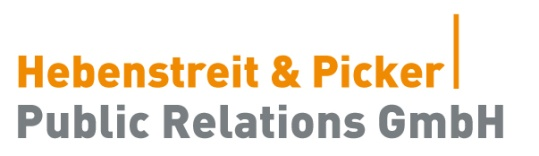 Hebenstreit & Picker
Public Relations GmbH